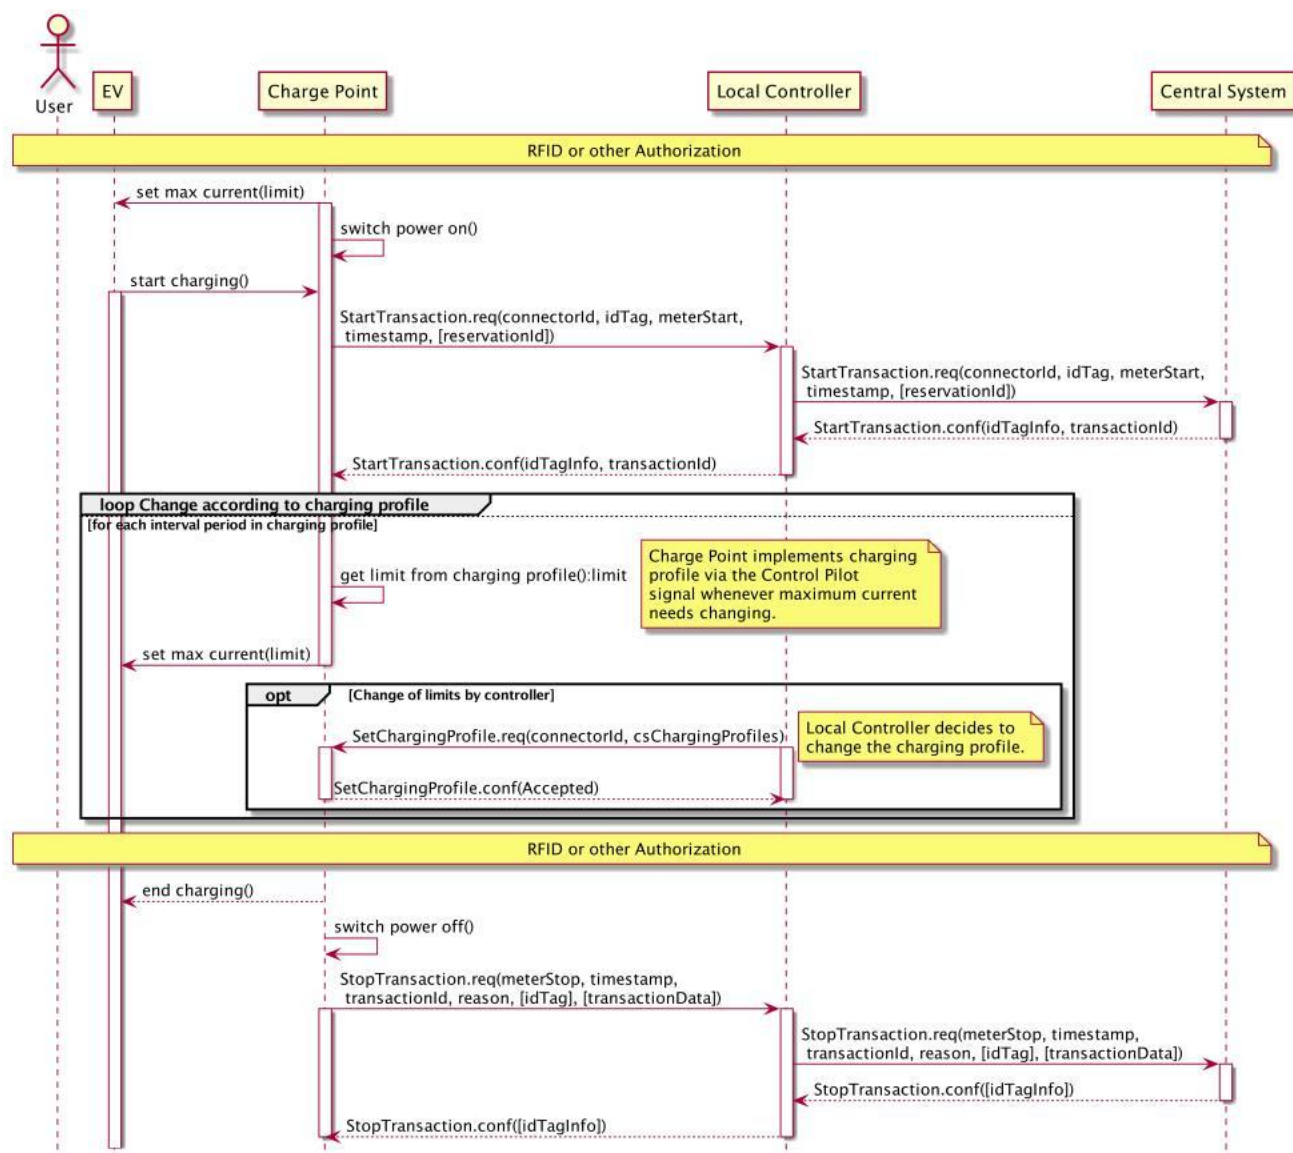 User
EV
Charge Point
Local Controller
Central System
RFID or other Authorization
set max current(limit)
switch power on()
start charging()
StartTransaction.req(connectorId, idTag, meterStart,
timestamp, [reservationId])
StartTransaction.req(connectorId, idTag, meterStart,
timestamp, [reservationId])
StartTransaction.conf(idTagInfo, transactionId)
StartTransaction.conf(idTagInfo, transactionId)
loop Change according to charging profile
[for each interval period in charging profile]
Charge Point implements charging
profile via the Control Pilot
signal whenever maximum current
needs changing.
get limit from charging profile():limit
set max current(limit)
opt [Change of limits by controller]
Local Controller decides to
change the charging profile.
SetChargingProfile.req(connectorId, csChargingProfiles)
SetChargingProfile.conf(Accepted)
RFID or other Authorization
end charging()
switch power off()
StopTransaction.req(meterStop, timestamp,
transactionId, reason, [idTag], [transactionData])
StopTransaction.req(meterStop, timestamp,
transactionId, reason, [idTag], [transactionData])
StopTransaction.conf([idTagInfo])
StopTransaction.conf([idTagInfo])